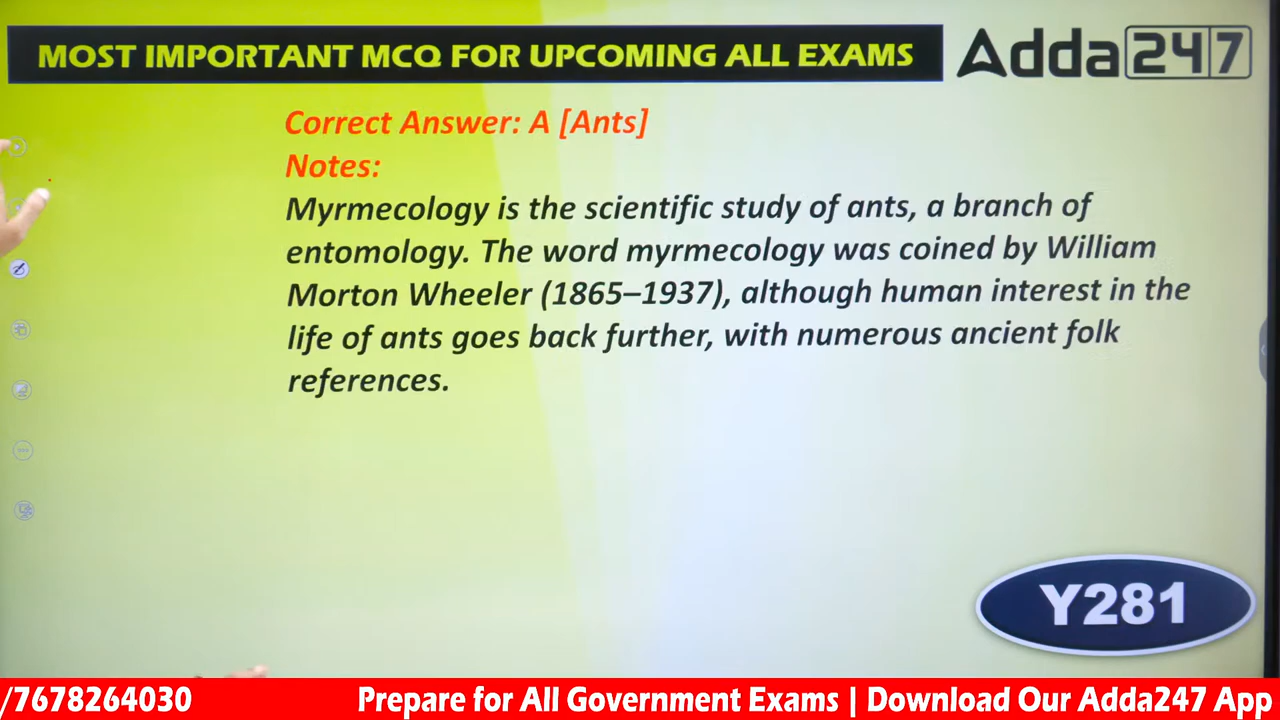 MOST IMPORTANT MCQ FOR UPCOMING ALL EXAMS
Adda247
Correct Answer: A [Ants]
Notes:
Myrmecology is the scientific study of ants, a branch of
entomology. The word myrmecology was coined by William
Morton Wheeler (1865–1937), although human interest in the
life of ants goes back further, with numerous ancient folk
references.
Y281
/7678264030
Prepare for All Government Exams | Download Our Adda247 App